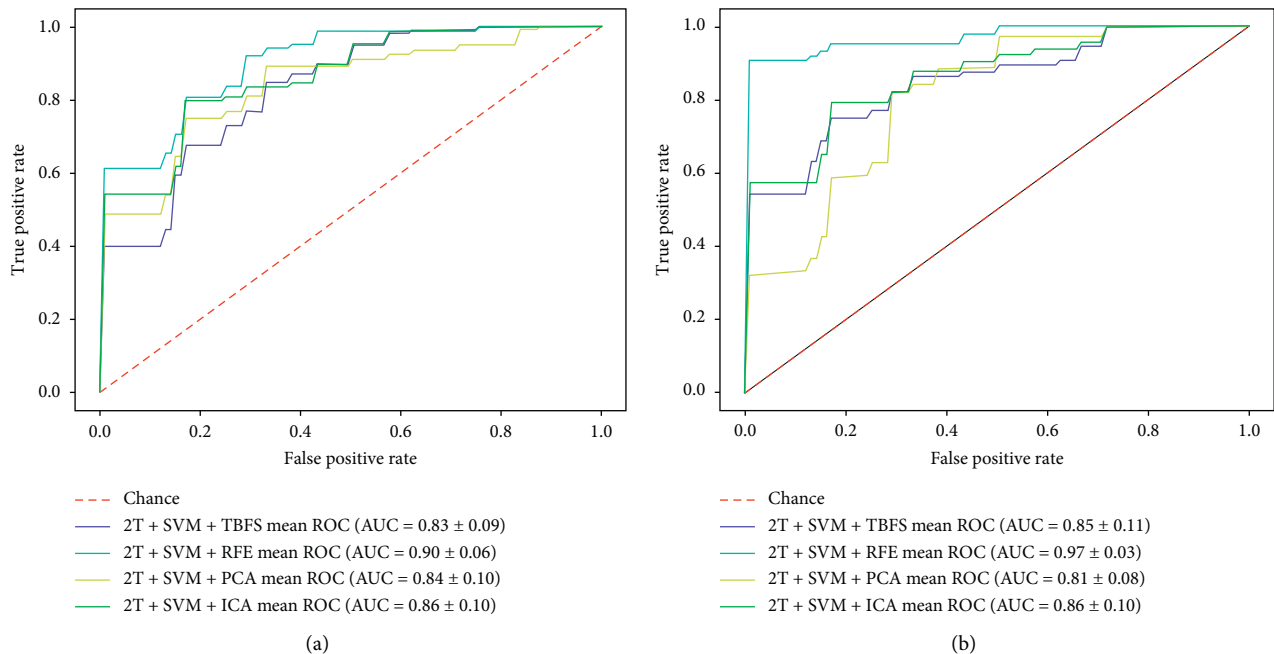 1.0
0.8
0.6
0.4
0.2
0.0
True positive rate
0.0 0.2 0.4 0.6 0.8 1.0
False positive rate
Chance
2T + SVM + TBFS mean ROC (AUC = 0.83 ± 0.09)
2T + SVM + RFE mean ROC (AUC = 0.90 ± 0.06)
2T + SVM + PCA mean ROC (AUC = 0.84 ± 0.10)
2T + SVM + ICA mean ROC (AUC = 0.86 ± 0.10)
(a)
1.0
0.8
0.6
0.4
0.2
0.0
True positive rate
0.0 0.2 0.4 0.6 0.8 1.0
False positive rate
Chance
2T + SVM + TBFS mean ROC (AUC = 0.85 ± 0.11)
2T + SVM + RFE mean ROC (AUC = 0.97 ± 0.03)
2T + SVM + PCA mean ROC (AUC = 0.81 ± 0.08)
2T + SVM + ICA mean ROC (AUC = 0.86 ± 0.10)
(b)